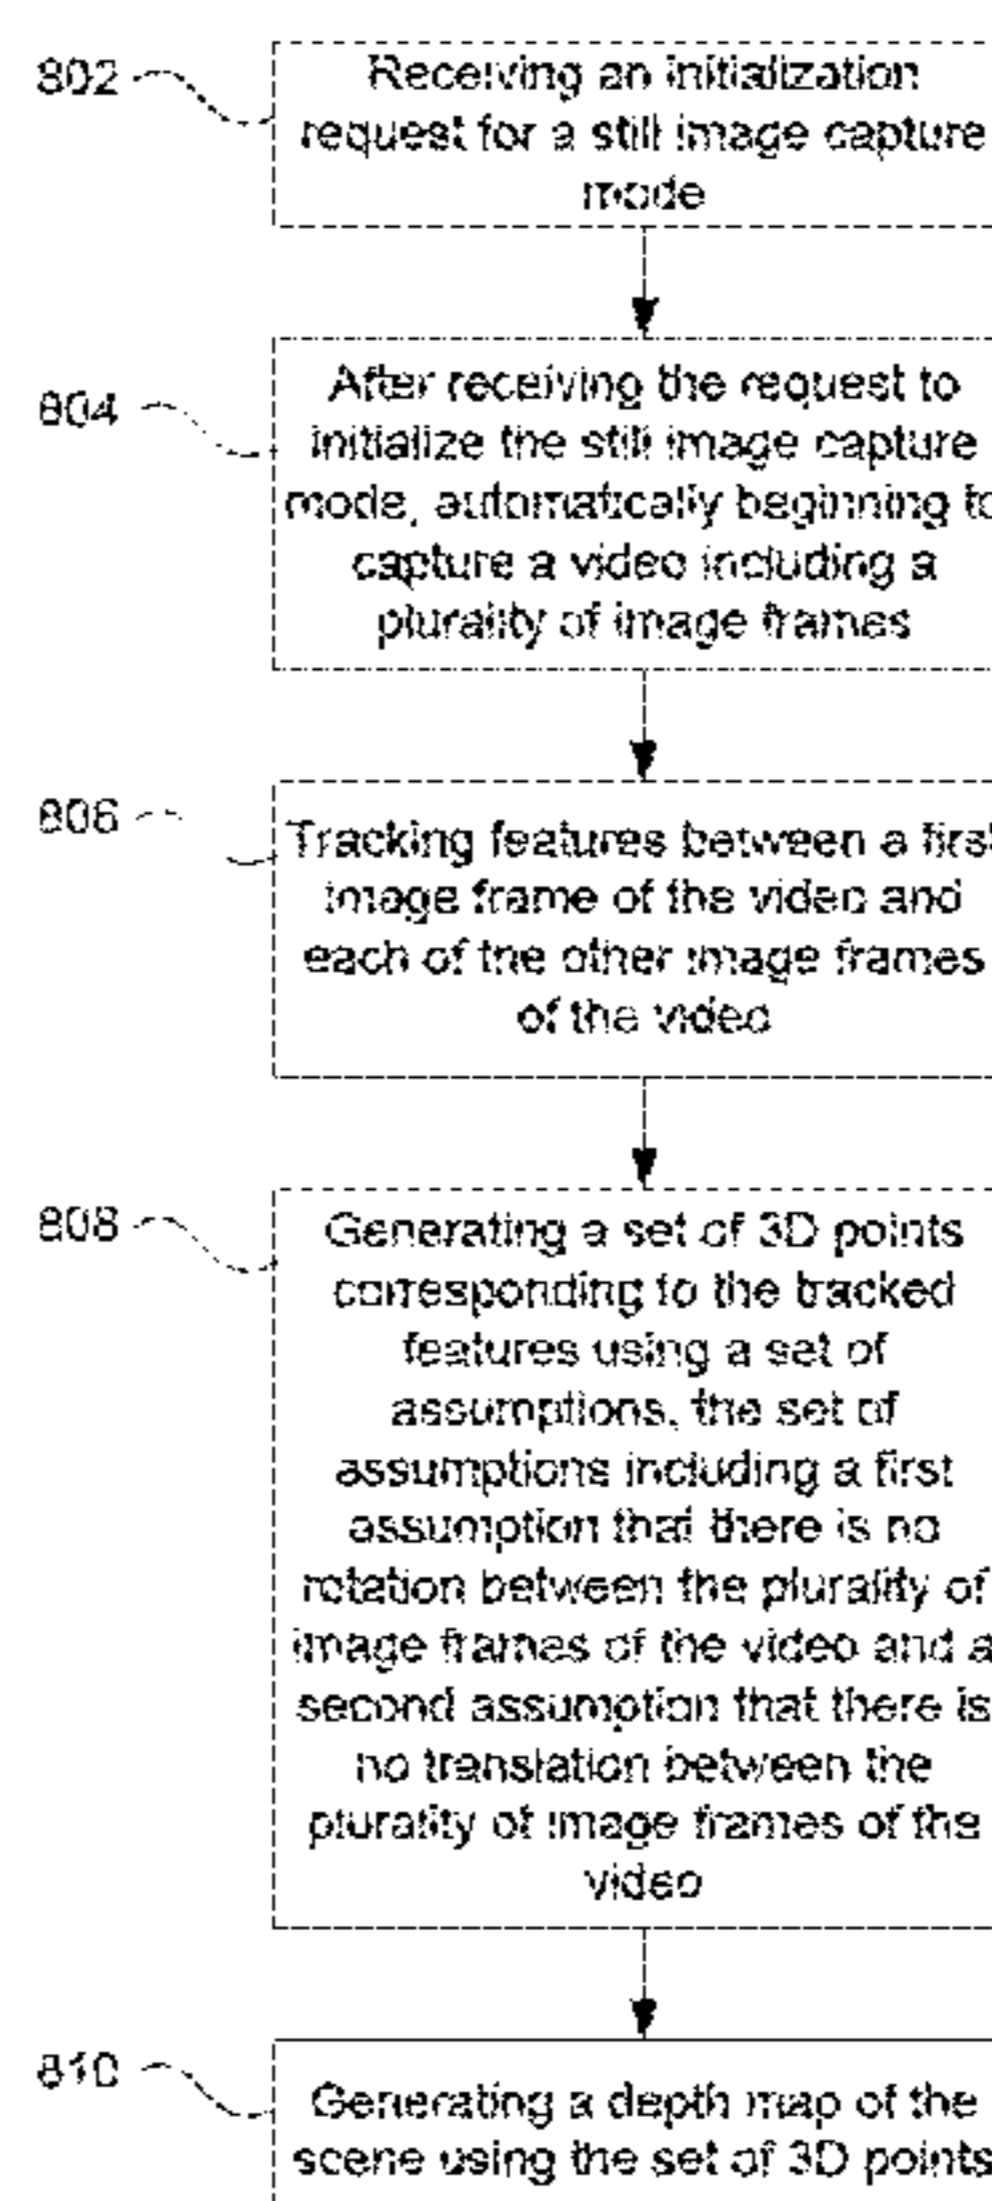 802
Receiving an initialization
request for a still image capture
mode
804
After receiving the request to
initialize the still image capture
mode, automatically beginning to
capture a video including a
plurality of image frames
806
Tracking features between a first
image frame of the video and
each of the other image frames
of the video
808
Generating a set of 3D points
corresponding to the tracked
features using a set of
assumptions, the set of
assumptions including a first
assumption that there is no
rotation between the plurality of
image frames of the video and a
second assumption that there is
no translation between the
plurality of image frames of the
video
810
Generating a depth map of the
scene using the set of 3D points